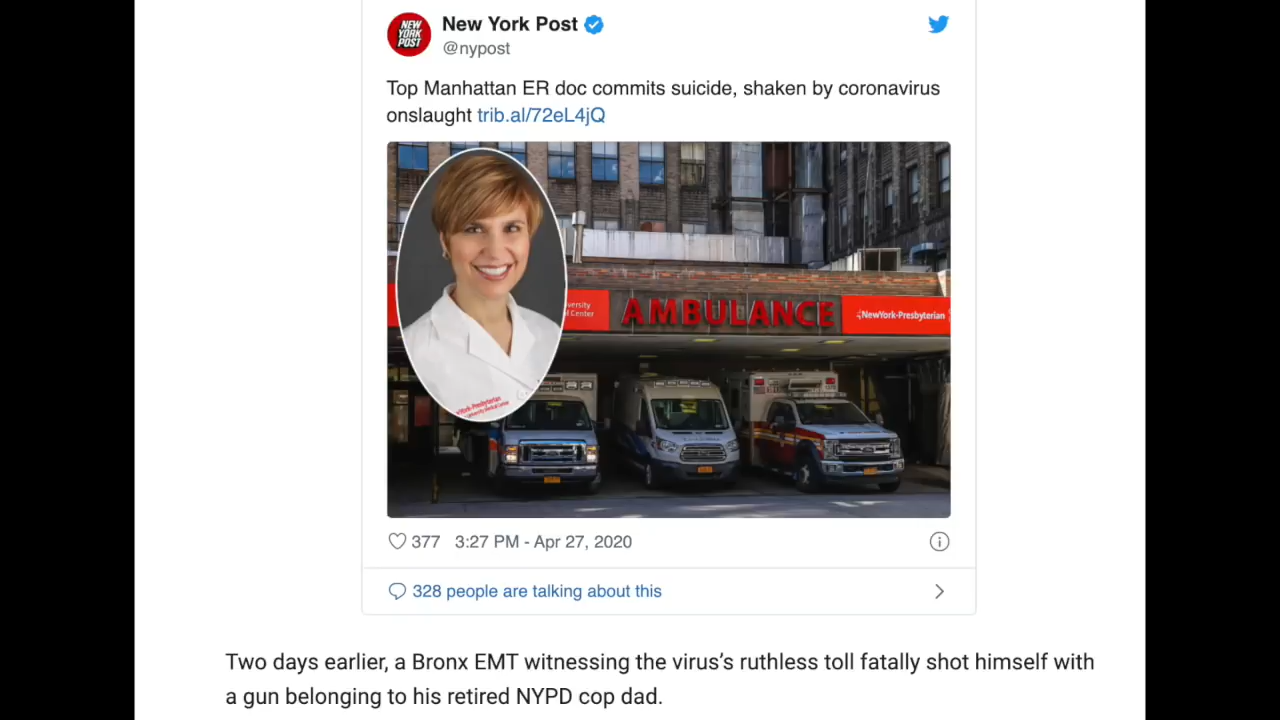 NEW
YORK
POST
New York Post
@nypost
Top Manhattan ER doc commits suicide, shaken by coronavirus
onslaught trib.al/72eL4jQ
AMBULANCE
NewYork-Presbyterian
377 3:27 PM - Apr 27, 2020
328 people are talking about this
Two days earlier, a Bronx EMT witnessing the virus's ruthless toll fatally shot himself with
a gun belonging to his retired NYPD cop dad.